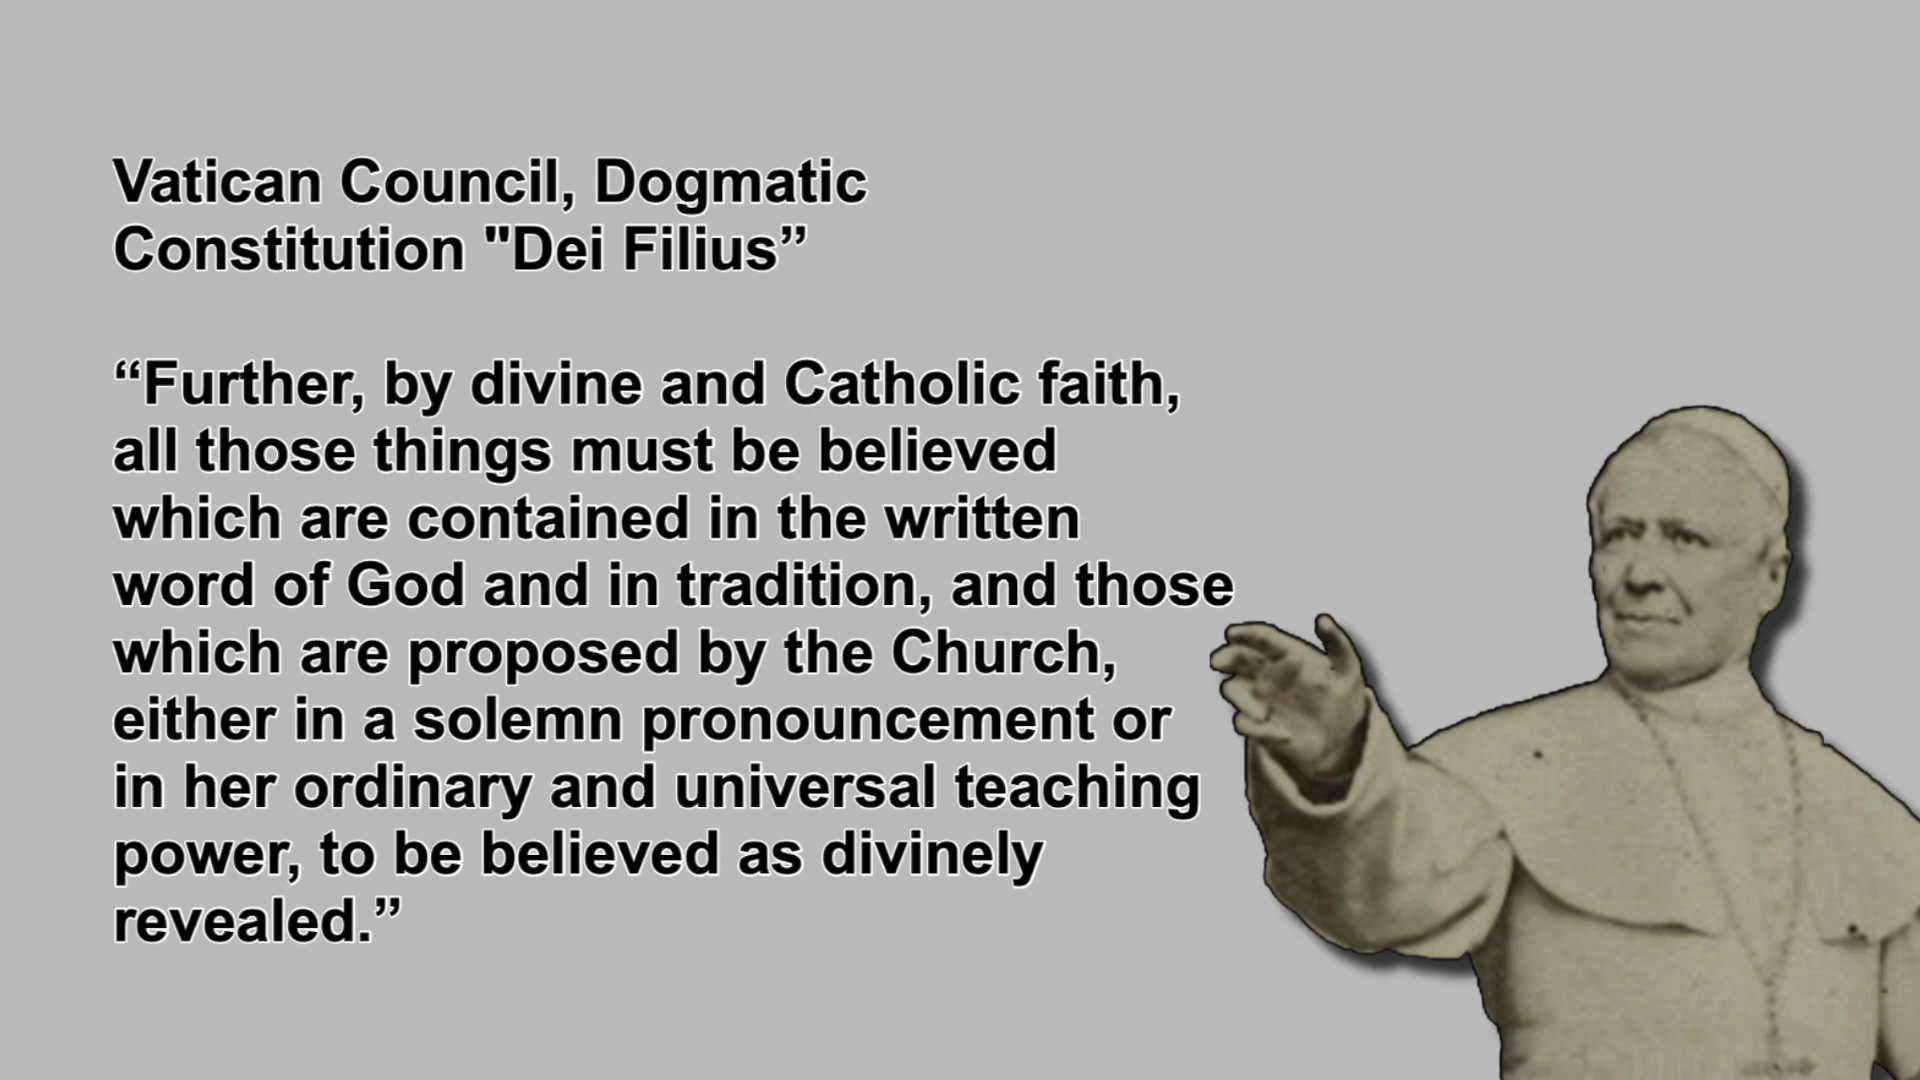 Vatican Council, Dogmatic
Constitution "Dei Filius”
“Further, by divine and Catholic faith,
all those things must be believed
which are contained in the written
word of God and in tradition, and those
which are proposed by the Church,
either in a solemn pronouncement or
in her ordinary and universal teaching
power, to be believed as divinely
revealed.”